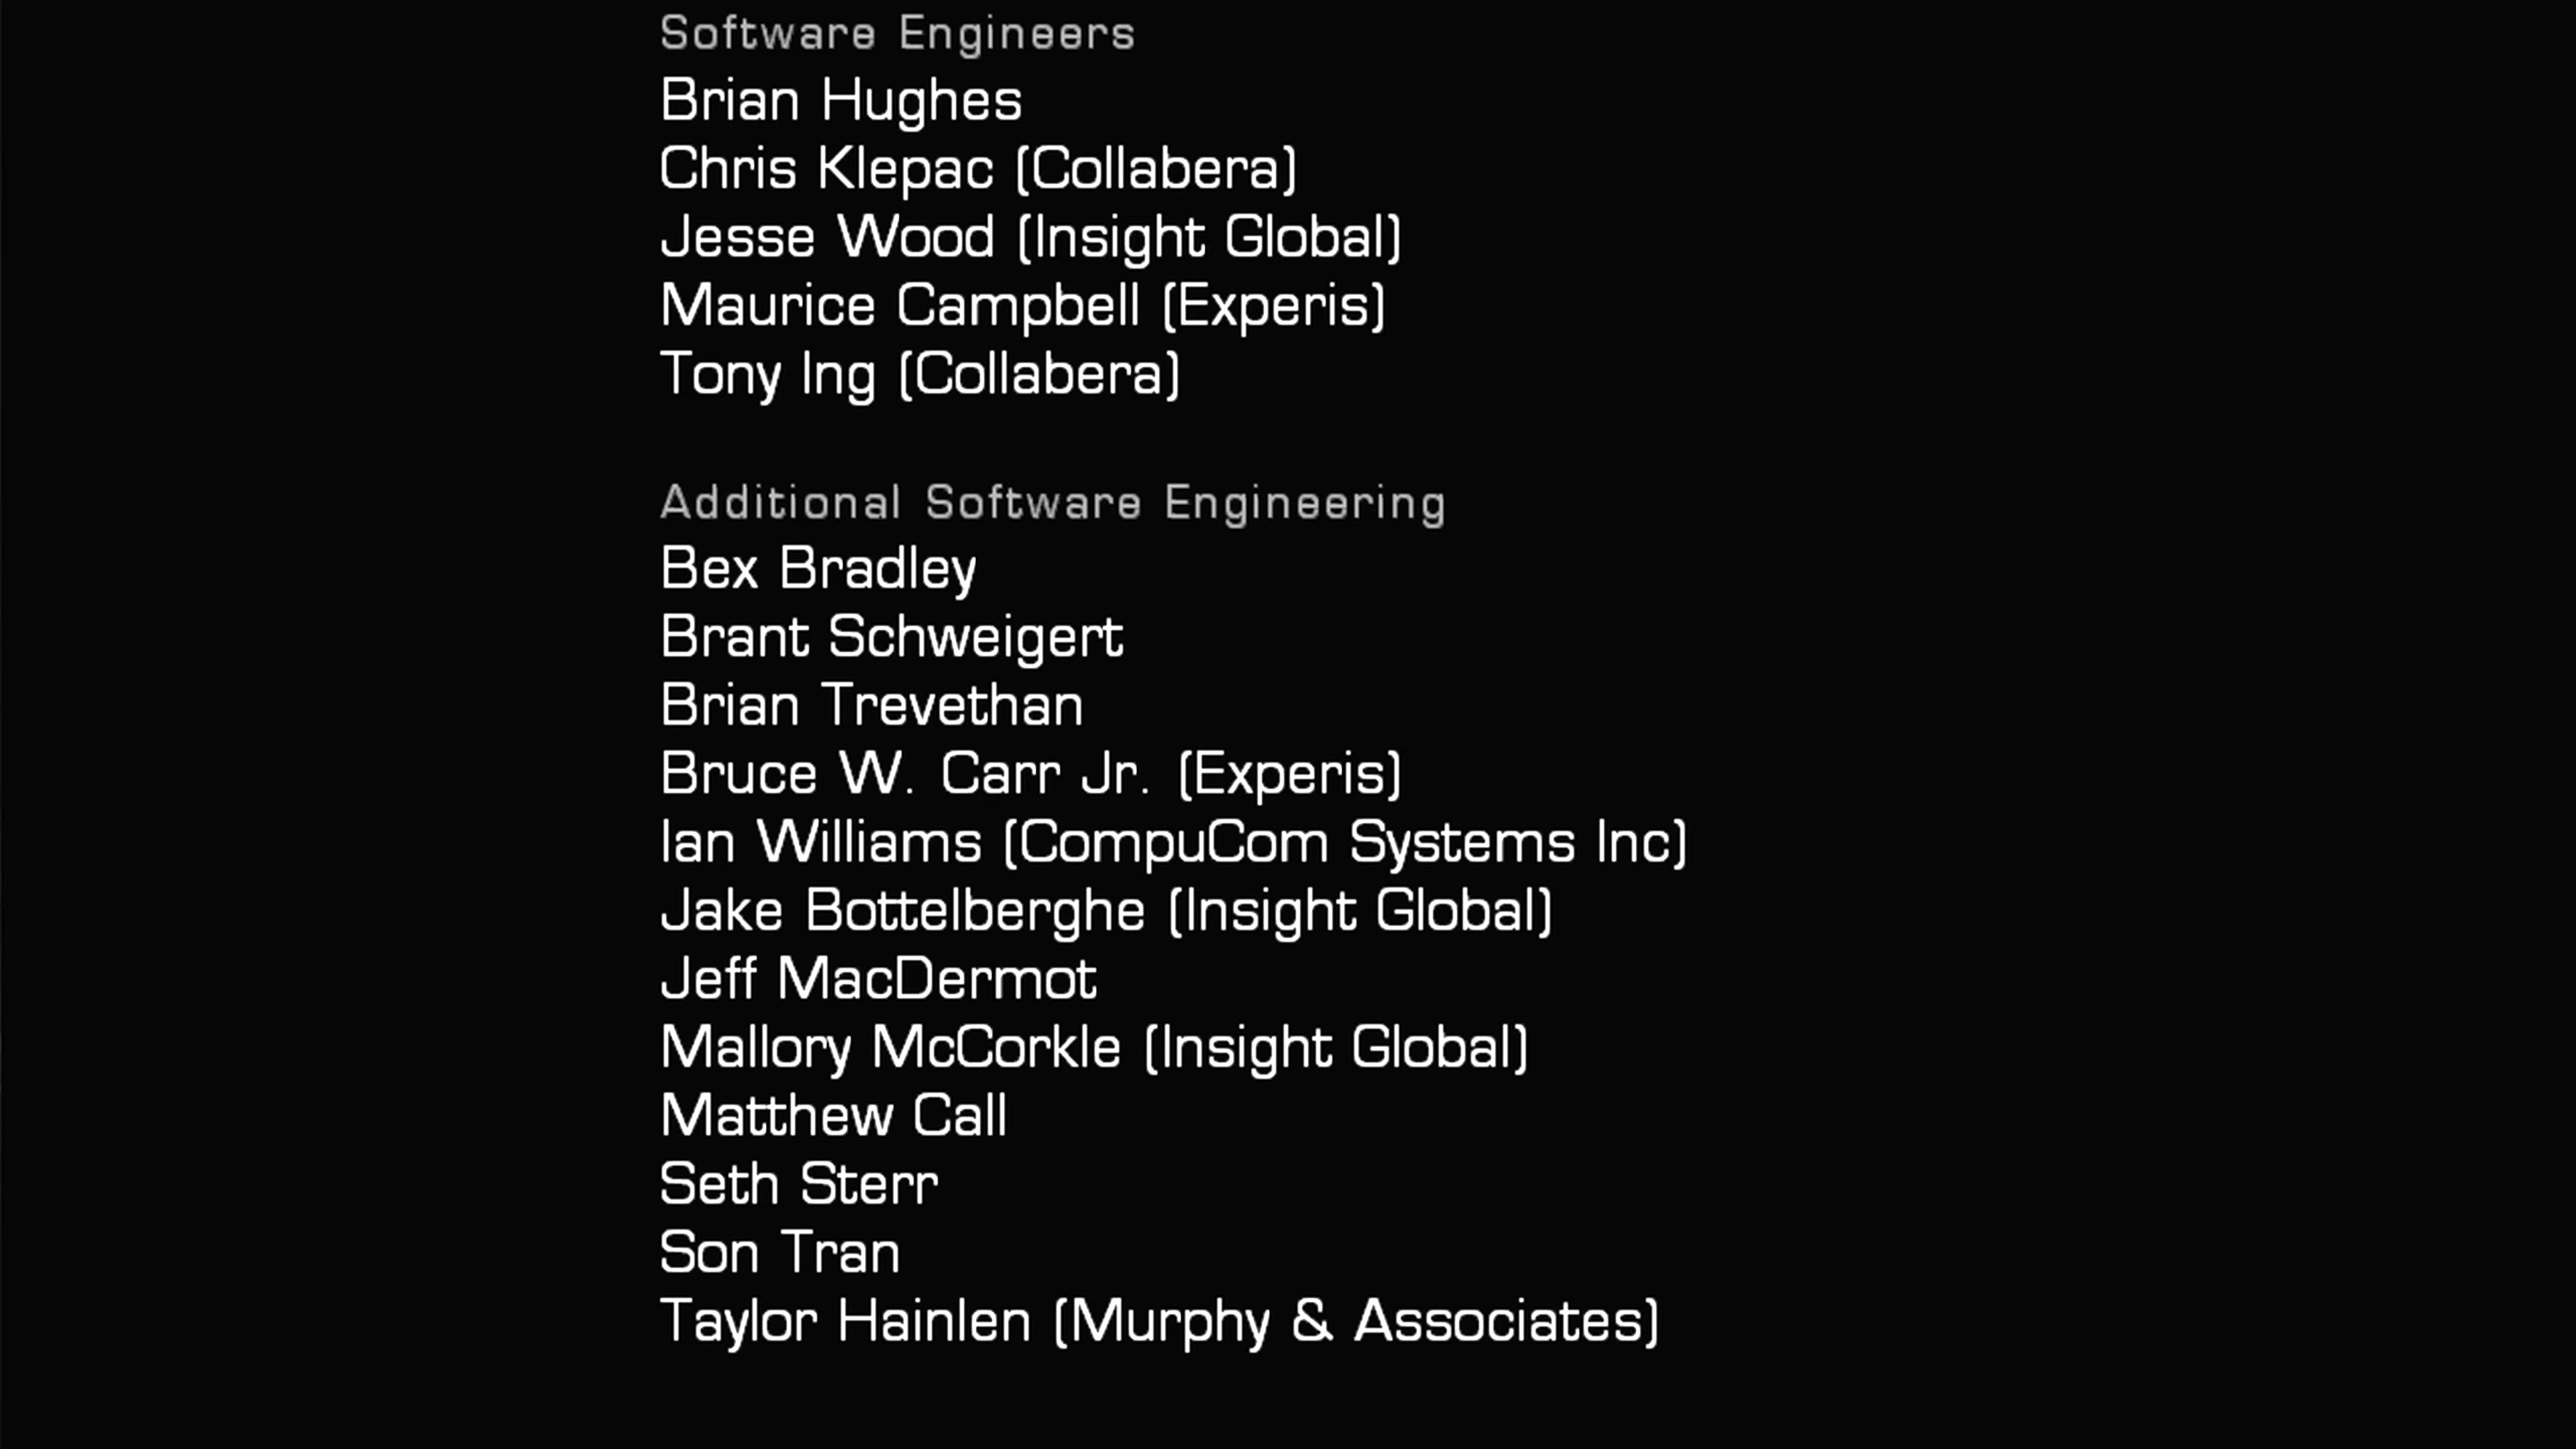 Software Engineers
Brian Hughes
Chris Klepac (Collabera)
Jesse Wood (Insight Global)
Maurice Campbell (Experis)
Tony Ing (Collabera)
Additional Software Engineering
Bex Bradley
Brant Schweigert
Brian Trevethan
Bruce W. Carr Jr. (Experis)
Ian Williams (CompuCom Systems Inc)
Jake Bottelberghe (Insight Global)
Jeff MacDermot
Mallory McCorkle (Insight Global)
Matthew Call
Seth Sterr
Son Tran
Taylor Hainlen (Murphy & Associates)